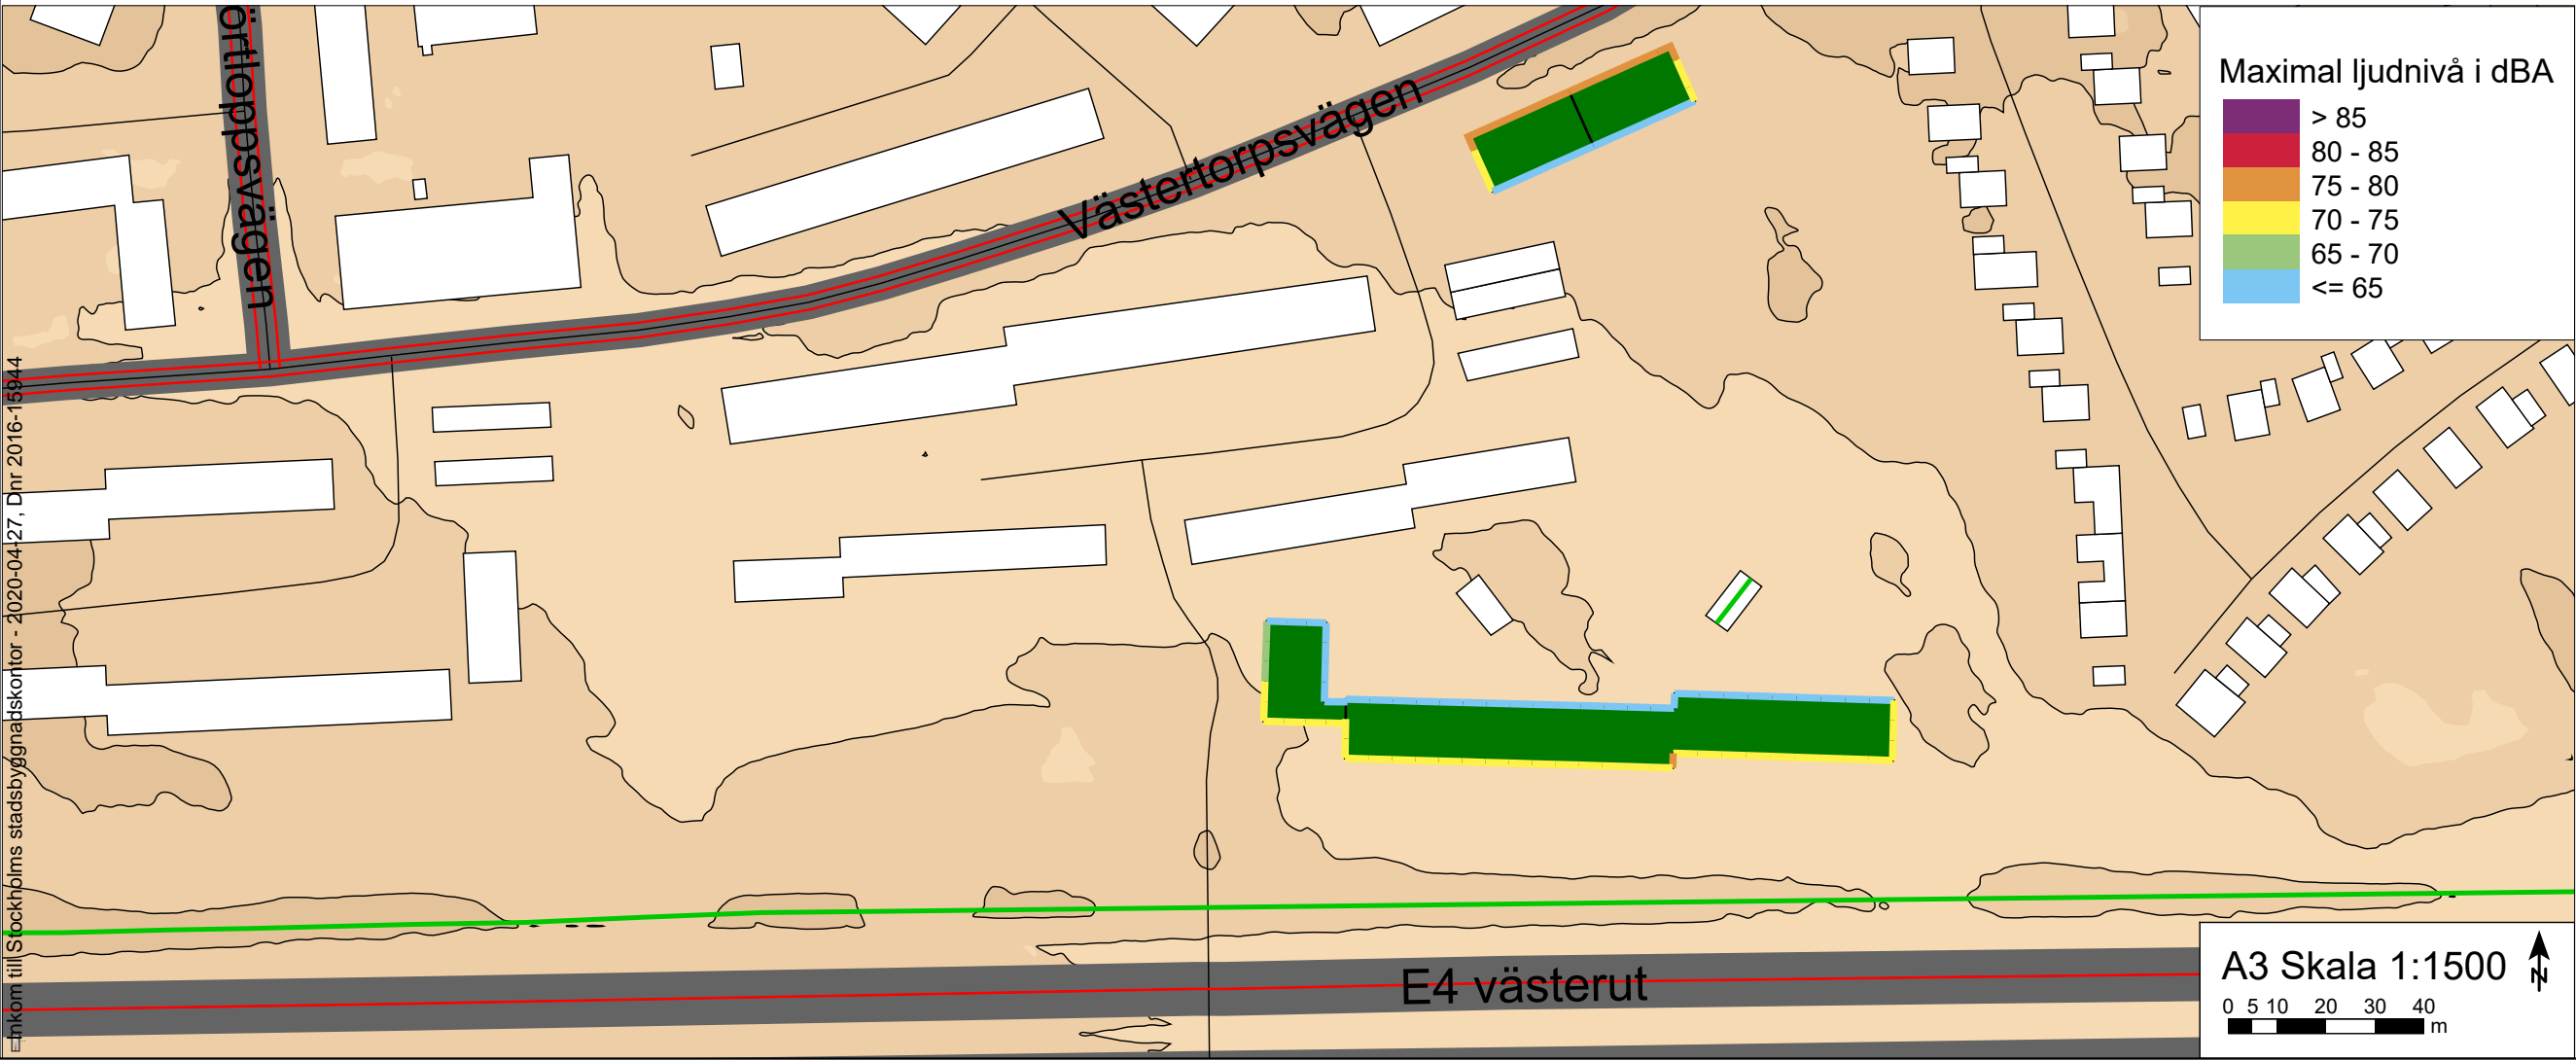 örtloppsvägen
Västertorpsvägen
Maximal ljudnivå i dBA
> 85
80 - 85
75 - 80
70 - 75
65 - 70
<= 65
Inkom till Stockholms stadsbyggnadskontor - 2020-04-27, Dnr 2016-15944
E4 västerut
A3 Skala 1:1500
N
0 5 10 20 30 40
m